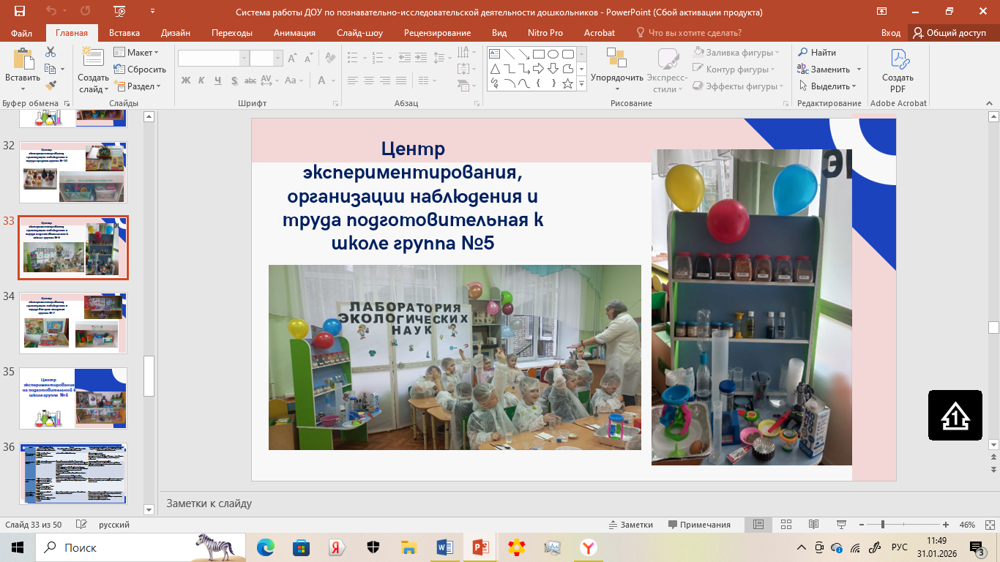 Система работы ДОУ по познавательно-исследовательской деятельности дошкольников - PowerPoint (Сбой активации продукта)
Файл Главная Вставка Дизайн Переходы Анимация Слайд-шоу Рецензирование Вид Nitro Pro Acrobat Что вы хотите сделать? Вход Общий доступ
Вставить
Создать слайд
Макет
Сбросить
Раздел
Ж К Ч S abc AV Aa А
Упорядочить
Экспресс-стили
Заливка фигуры
Контур фигуры
Эффекты фигуры
Найти
Заменить
Выделить
Создать PDF
Буфер обмена Слайды Шрифт Абзац Рисование Редактирование Adobe Acrobat
32
33
34
35
Центр
экспериментирования
на подготовительной к
школе группе №6
36
Центр
экспериментирования,
организации наблюдения и
труда подготовительная к
школе группа №5
ЛАБОРАТОРИЯ
ЭКОЛОГИЧЕСКИХ
НАУК
Заметки к слайду
Слайд 33 из 50 русский Заметки Примечания 46%
Поиск
РУС
11:49
31.01.2026
3